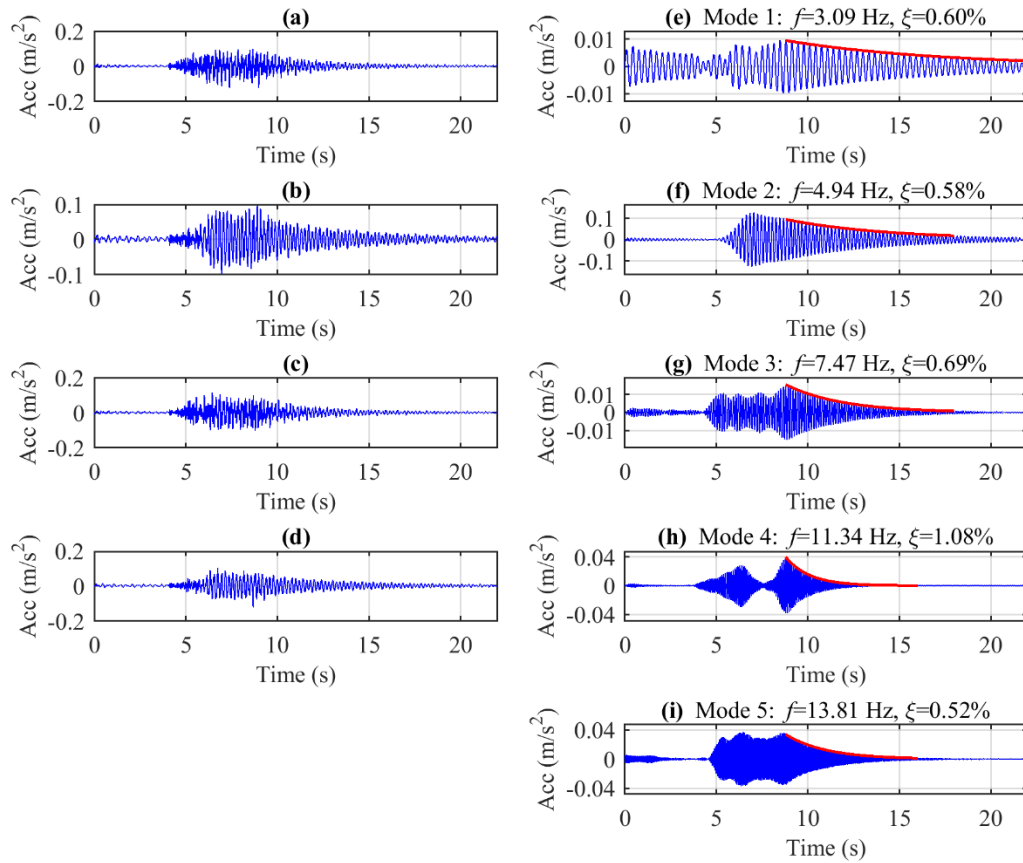 (a)
0.2
0
-0.2
Acc (m/s²)
0 5 10 15 20
Time (s)
(b)
0.1
0
-0.1
Acc (m/s²)
0 5 10 15 20
Time (s)
(c)
0.2
0
-0.2
Acc (m/s²)
0 5 10 15 20
Time (s)
(d)
0.2
0
-0.2
Acc (m/s²)
0 5 10 15 20
Time (s)
(e) Mode 1: f=3.09 Hz, ξ=0.60%
0.01
0
-0.01
Acc (m/s²)
0 5 10 15 20
Time (s)
(f) Mode 2: f=4.94 Hz, ξ=0.58%
0.1
0
-0.1
Acc (m/s²)
0 5 10 15 20
Time (s)
(g) Mode 3: f=7.47 Hz, ξ=0.69%
0.01
0
-0.01
Acc (m/s²)
0 5 10 15 20
Time (s)
(h) Mode 4: f=11.34 Hz, ξ=1.08%
0.04
0
-0.04
Acc (m/s²)
0 5 10 15 20
Time (s)
(i) Mode 5: f=13.81 Hz, ξ=0.52%
0.04
0
-0.04
Acc (m/s²)
0 5 10 15 20
Time (s)